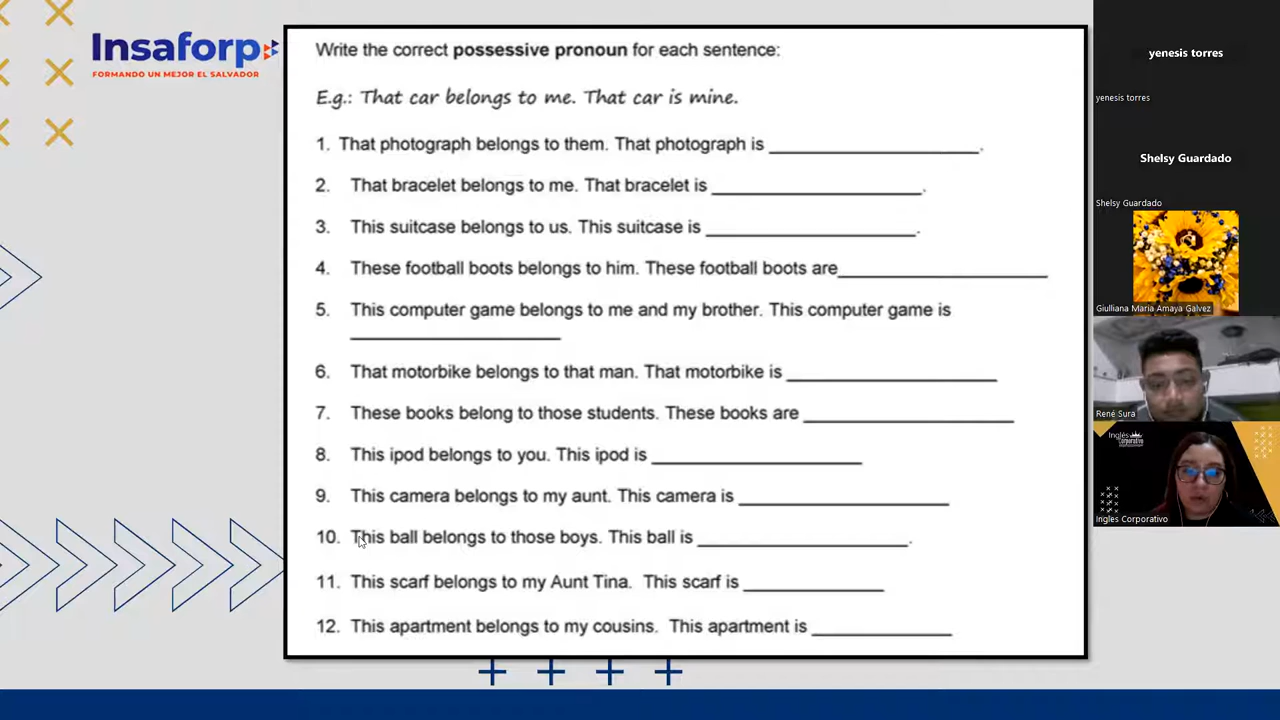 Insaforp
FORMANDO UN MEJOR EL SALVADOR
Write the correct possessive pronoun for each sentence:
E.g.: That car belongs to me. That car is mine.
1. That photograph belongs to them. That photograph is ____________________.
2. That bracelet belongs to me. That bracelet is ____________________.
3. This suitcase belongs to us. This suitcase is ____________________.
4. These football boots belongs to him. These football boots are____________________
5. This computer game belongs to me and my brother. This computer game is
____________________
6. That motorbike belongs to that man. That motorbike is ____________________
7. These books belong to those students. These books are ____________________
8. This ipod belongs to you. This ipod is ____________________
9. This camera belongs to my aunt. This camera is ____________________
10. This ball belongs to those boys. This ball is ____________________.
11. This scarf belongs to my Aunt Tina. This scarf is ______________
12. This apartment belongs to my cousins. This apartment is ______________
yenesis torres
yenesis torres
Shelsy Guardado
Shelsy Guardado
Giulliana Maria Amaya Galvez
René Sura
Inglés
Corporativo
Ingles Corporativo